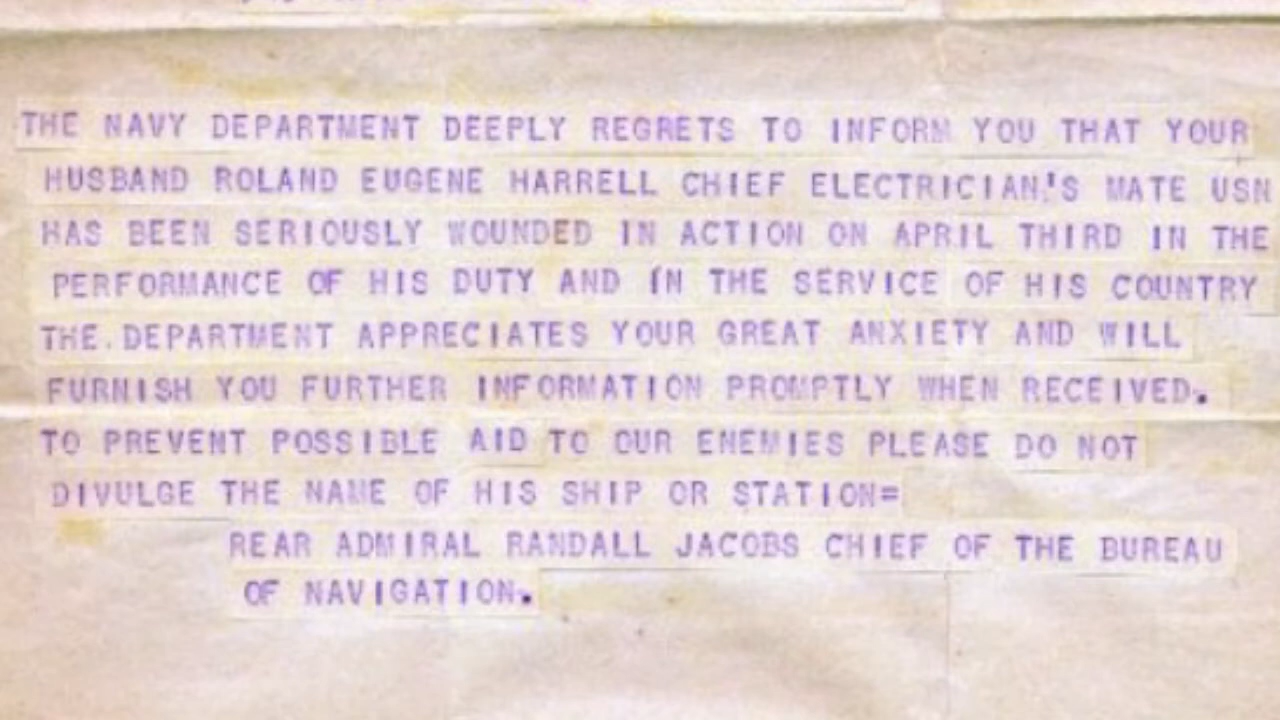 THE NAVY DEPARTMENT DEEPLY REGRETS TO INFORM YOU THAT YOUR
HUSBAND ROLAND EUGENE HARRELL CHIEF ELECTRICIAN'S MATE USN
HAS BEEN SERIOUSLY WOUNDED IN ACTION ON APRIL THIRD IN THE
PERFORMANCE OF HIS DUTY AND IN THE SERVICE OF HIS COUNTRY
THE.DEPARTMENT APPRECIATES YOUR GREAT ANXIETY AND WILL
FURNISH YOU FURTHER INFORMATION PROMPTLY WHEN RECEIVED.
TO PREVENT POSSIBLE AID TO OUR ENEMIES PLEASE DO NOT
DIVULGE THE NAME OF HIS SHIP OR STATION=
REAR ADMIRAL RANDALL JACOBS CHIEF OF THE BUREAU
OF NAVIGATION.